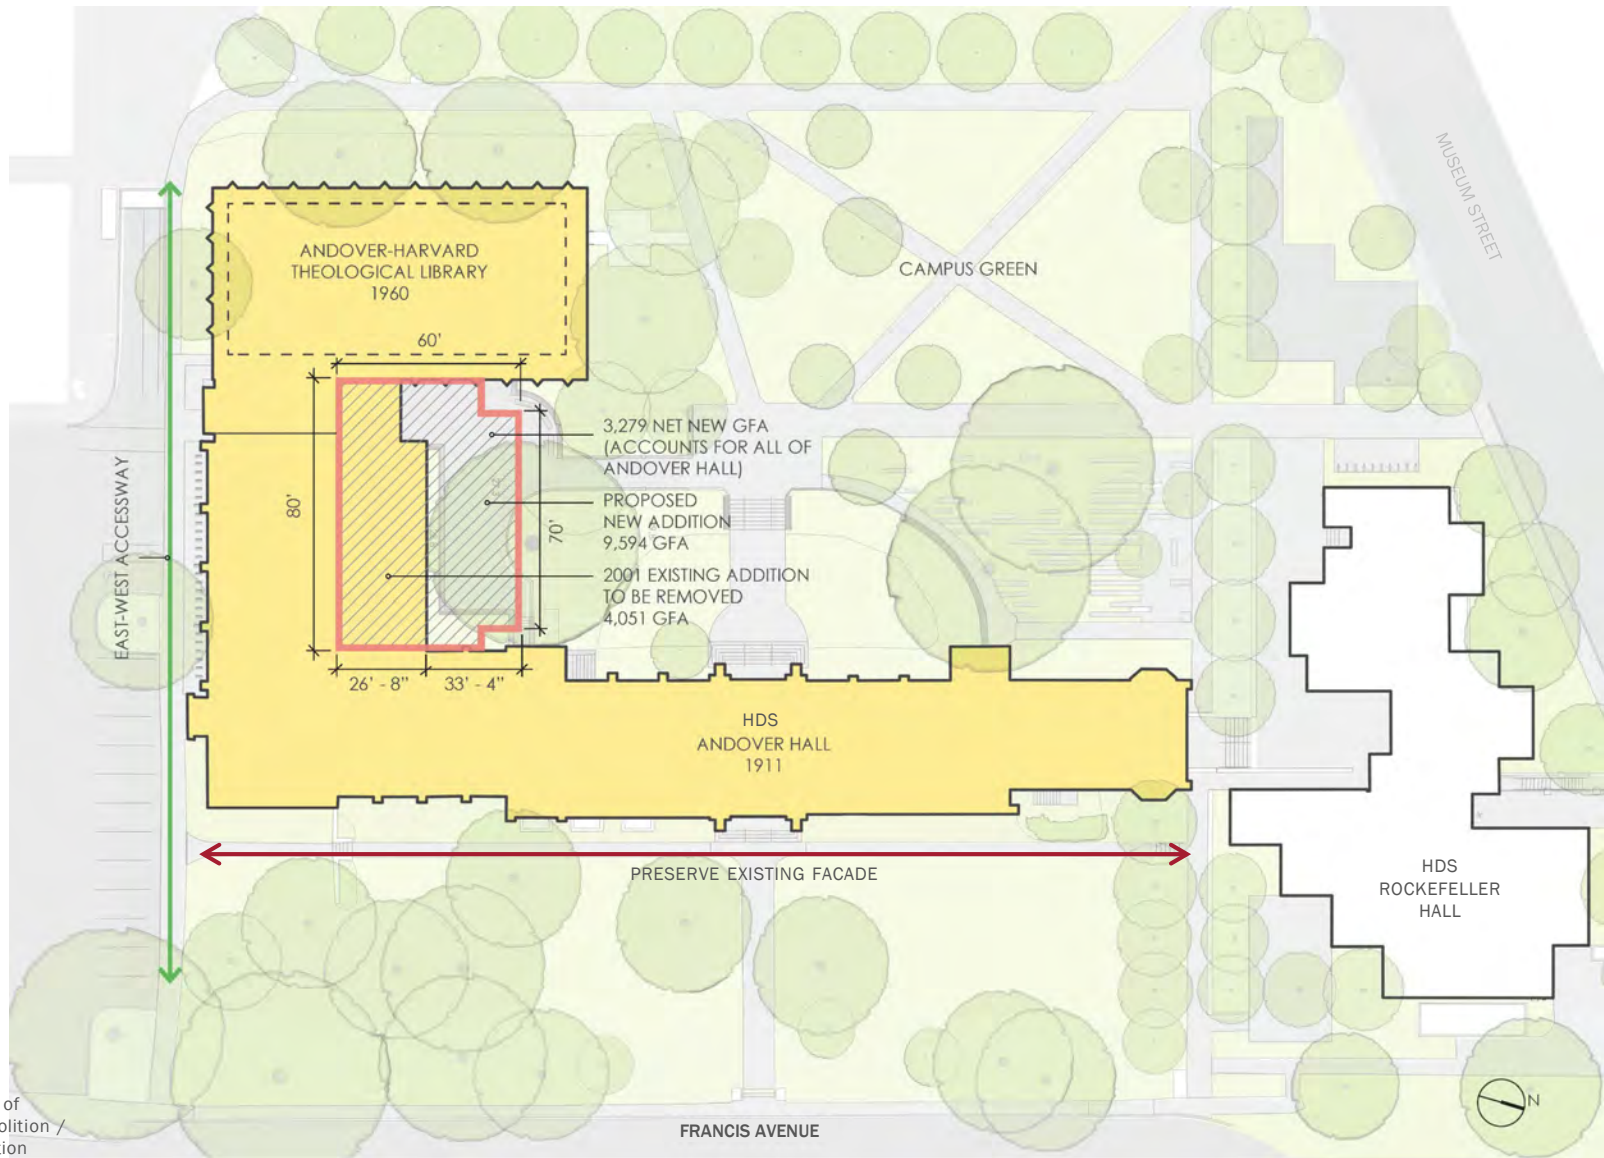 MUSEUM STREET
ANDOVER-HARVARD
THEOLOGICAL LIBRARY
1960
CAMPUS GREEN
60'
3,279 NET NEW GFA
(ACCOUNTS FOR ALL OF
ANDOVER HALL)
PROPOSED
NEW ADDITION
9,594 GFA
2001 EXISTING ADDITION
TO BE REMOVED
4,051 GFA
80'
70'
EAST-WEST ACCESSWAY
26' - 8"
33' - 4"
HDS
ANDOVER HALL
1911
PRESERVE EXISTING FACADE
HDS
ROCKEFELLER
HALL
N
of
olition /
tion
FRANCIS AVENUE